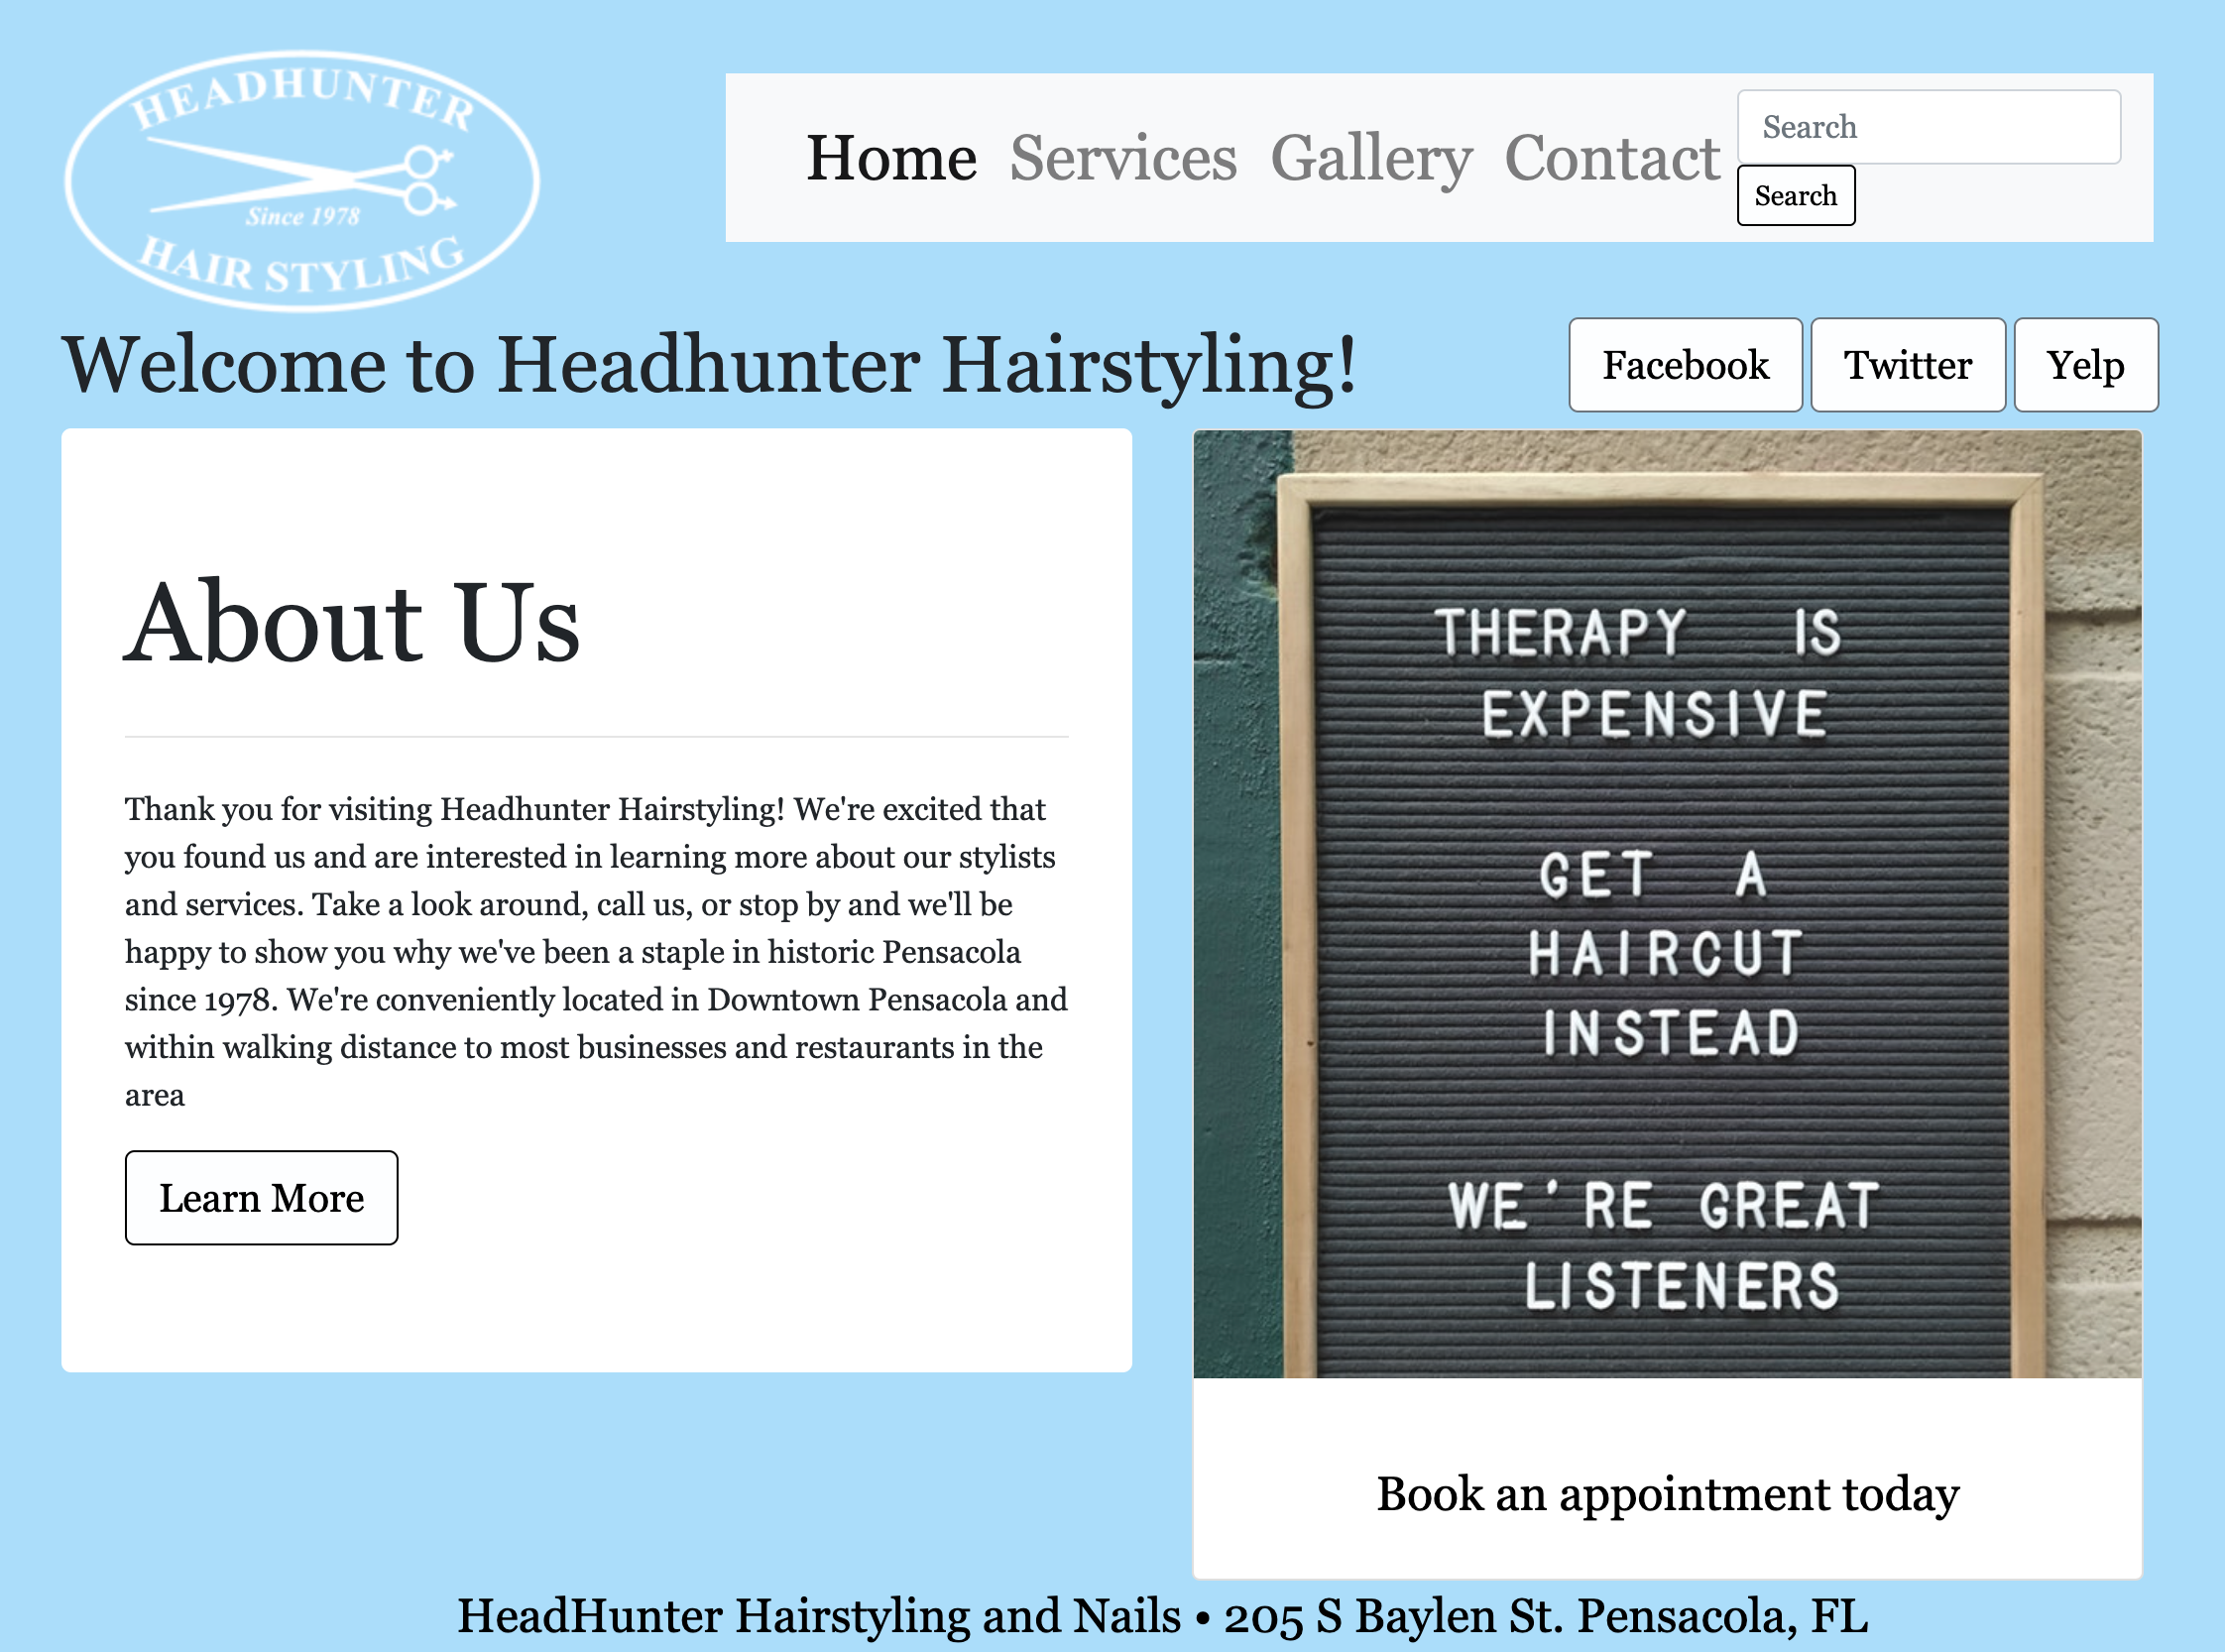 HEADHUNTER
Since 1978
HAIR STYLING
Home Services Gallery Contact
Search
Search
Welcome to Headhunter Hairstyling!
Facebook Twitter Yelp
About Us
Thank you for visiting Headhunter Hairstyling! We're excited that
you found us and are interested in learning more about our stylists
and services. Take a look around, call us, or stop by and we'll be
happy to show you why we've been a staple in historic Pensacola
since 1978. We're conveniently located in Downtown Pensacola and
within walking distance to most businesses and restaurants in the
area
Learn More
THERAPY IS
EXPENSIVE
GET A
HAIRCUT
INSTEAD
WE'RE GREAT
LISTENERS
Book an appointment today
HeadHunter Hairstyling and Nails • 205 S Baylen St. Pensacola, FL